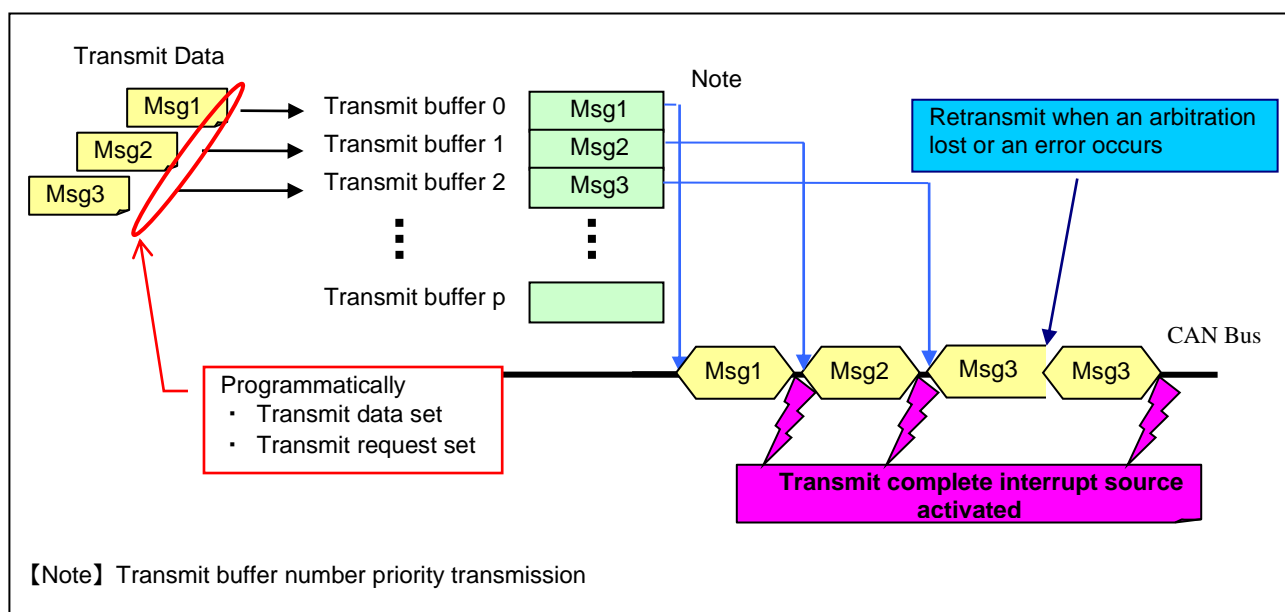 Transmit Data
Note
Msg1
Transmit buffer 0
Msg1
Msg2
Transmit buffer 1
Msg2
Msg3
Transmit buffer 2
Msg3
Retransmit when an arbitration
lost or an error occurs
Transmit buffer p
CAN Bus
Msg1
Msg2
Msg3
Msg3
Programmatically
・ Transmit data set
・ Transmit request set
Transmit complete interrupt source
activated
【Note】Transmit buffer number priority transmission